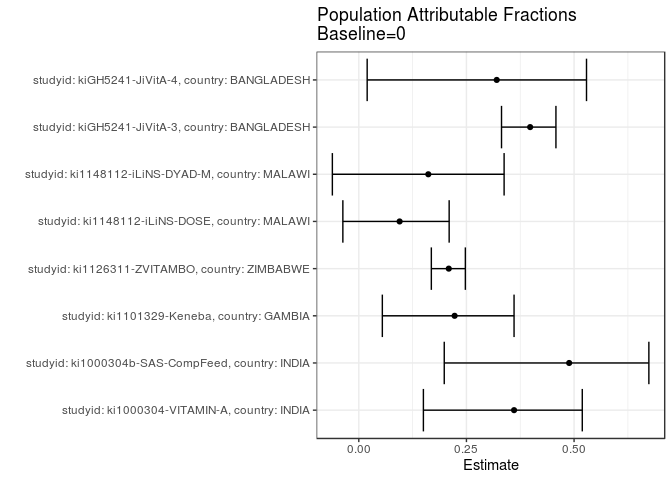 Population Attributable Fractions
Baseline=0
studyid: kiGH5241-JiVitA-4, country: BANGLADESH
studyid: kiGH5241-JiVitA-3, country: BANGLADESH
studyid: ki1148112-iLiNS-DYAD-M, country: MALAWI
studyid: ki1148112-iLiNS-DOSE, country: MALAWI
studyid: ki1126311-ZVITAMBO, country: ZIMBABWE
studyid: ki1101329-Keneba, country: GAMBIA
studyid: ki1000304b-SAS-CompFeed, country: INDIA
studyid: ki1000304-VITAMIN-A, country: INDIA
0.00 0.25 0.50
Estimate